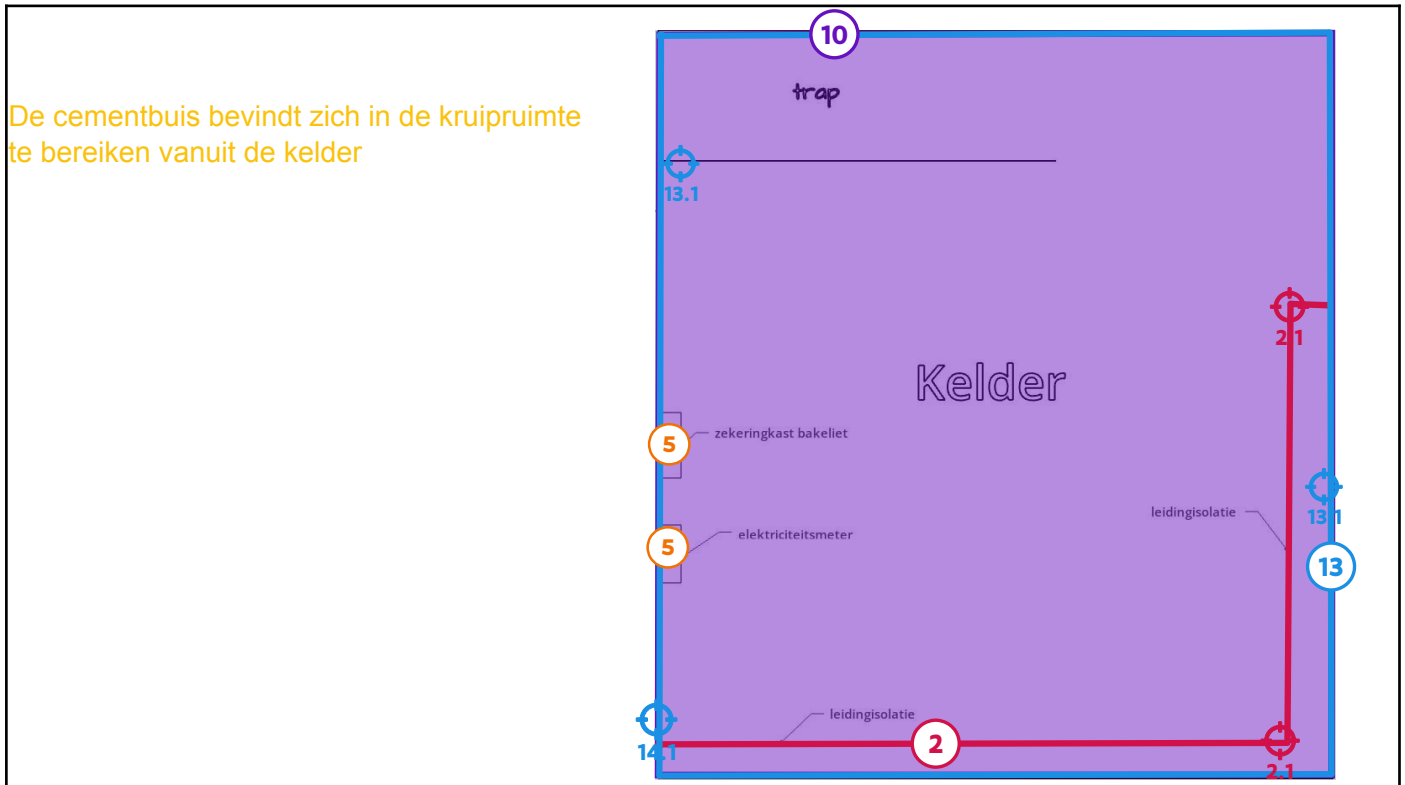 10
trap
De cementbuis bevindt zich in de kruipruimte
te bereiken vanuit de kelder
13.1
2.1
Kelder
5
zekeringkast bakeliet
leidingisolatie
13.1
5
elektriciteitsmeter
13
leidingisolatie
14.1
2
2.1